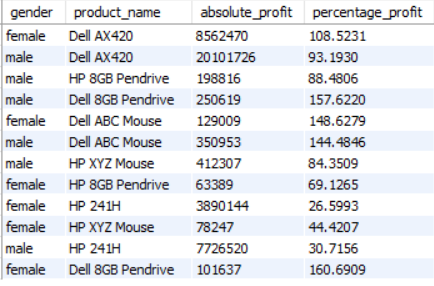 gender product_name absolute_profit percentage_profit
female Dell AX420 8562470 108.5231
male Dell AX420 20101726 93.1930
male HP 8GB Pendrive 198816 88.4806
male Dell 8GB Pendrive 250619 157.6220
female Dell ABC Mouse 129009 148.6279
male Dell ABC Mouse 350953 144.4846
male HP XYZ Mouse 412307 84.3509
female HP 8GB Pendrive 63389 69.1265
female HP 241H 3890144 26.5993
female HP XYZ Mouse 78247 44.4207
male HP 241H 7726520 30.7156
female Dell 8GB Pendrive 101637 160.6909